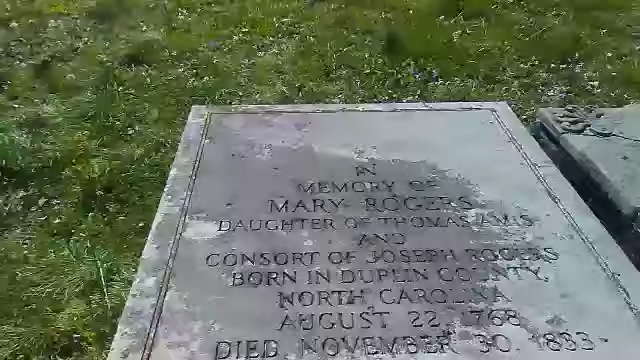 IN
MEMORY OF
MARY ROGERS
DAUGHTER OF THOMAS AMIS
AND
CONSORT OF JOSEPH ROGERS
BORN IN DUPLIN COUNTY,
NORTH CAROLINA
AUGUST 22, 1768
DIED NOVEMBER 30, 1833